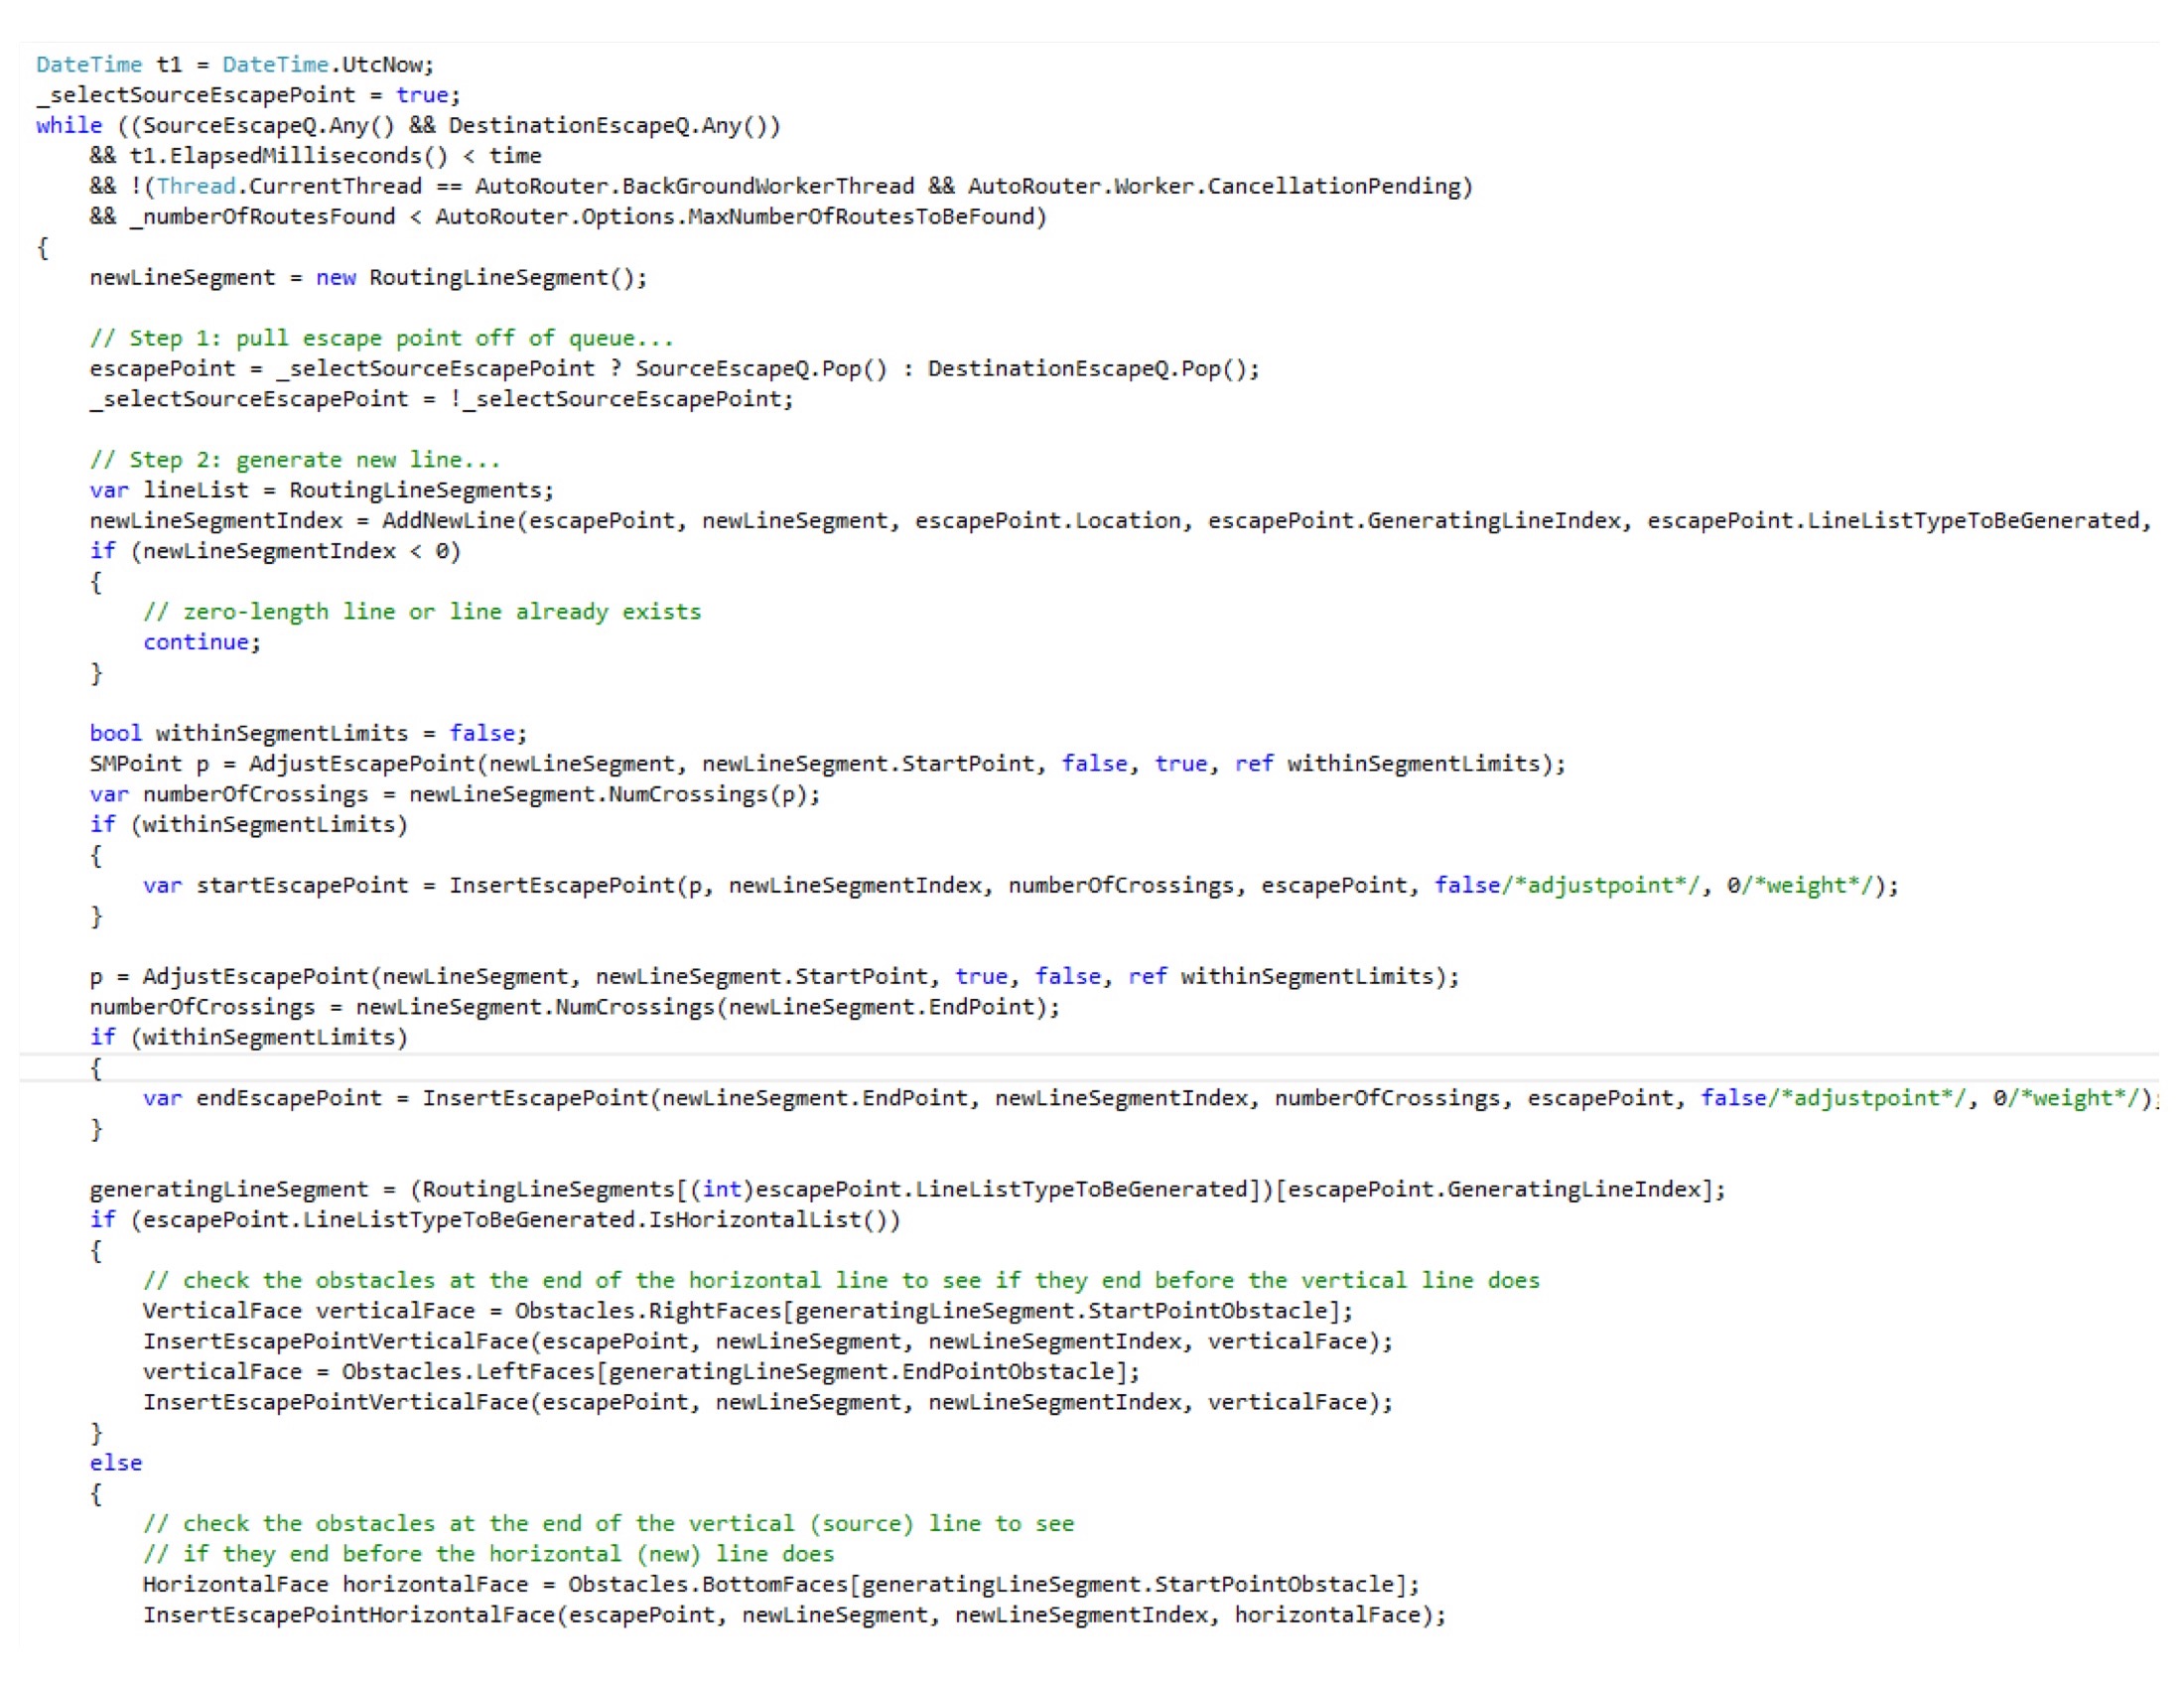 DateTime t1 = DateTime.UtcNow;
_selectSourceEscapePoint = true;
while ((SourceEscapeQ.Any() && DestinationEscapeQ.Any())
    && t1.ElapsedMilliseconds() < time
    && !(Thread.CurrentThread == AutoRouter.BackGroundWorkerThread && AutoRouter.Worker.CancellationPending)
    && _numberOfRoutesFound < AutoRouter.Options.MaxNumberOfRoutesToBeFound)
{
    newLineSegment = new RoutingLineSegment();

    // Step 1: pull escape point off of queue...
    escapePoint = _selectSourceEscapePoint ? SourceEscapeQ.Pop() : DestinationEscapeQ.Pop();
    _selectSourceEscapePoint = !_selectSourceEscapePoint;

    // Step 2: generate new line...
    var lineList = RoutingLineSegments;
    newLineSegmentIndex = AddNewLine(escapePoint, newLineSegment, escapePoint.Location, escapePoint.GeneratingLineIndex, escapePoint.LineListTypeToBeGenerated,
    if (newLineSegmentIndex < 0)
    {
        // zero-length line or line already exists
        continue;
    }

    bool withinSegmentLimits = false;
    SMPoint p = AdjustEscapePoint(newLineSegment, newLineSegment.StartPoint, false, true, ref withinSegmentLimits);
    var numberOfCrossings = newLineSegment.NumCrossings(p);
    if (withinSegmentLimits)
    {
        var startEscapePoint = InsertEscapePoint(p, newLineSegmentIndex, numberOfCrossings, escapePoint, false/*adjustpoint*/, 0/*weight*/);
    }

    p = AdjustEscapePoint(newLineSegment, newLineSegment.StartPoint, true, false, ref withinSegmentLimits);
    numberOfCrossings = newLineSegment.NumCrossings(newLineSegment.EndPoint);
    if (withinSegmentLimits)
    {
        var endEscapePoint = InsertEscapePoint(newLineSegment.EndPoint, newLineSegmentIndex, numberOfCrossings, escapePoint, false/*adjustpoint*/, 0/*weight*/);
    }

    generatingLineSegment = (RoutingLineSegments[(int)escapePoint.LineListTypeToBeGenerated])[escapePoint.GeneratingLineIndex];
    if (escapePoint.LineListTypeToBeGenerated.IsHorizontalList())
    {
        // check the obstacles at the end of the horizontal line to see if they end before the vertical line does
        VerticalFace verticalFace = Obstacles.RightFaces[generatingLineSegment.StartPointObstacle];
        InsertEscapePointVerticalFace(escapePoint, newLineSegment, newLineSegmentIndex, verticalFace);
        verticalFace = Obstacles.LeftFaces[generatingLineSegment.EndPointObstacle];
        InsertEscapePointVerticalFace(escapePoint, newLineSegment, newLineSegmentIndex, verticalFace);
    }
    else
    {
        // check the obstacles at the end of the vertical (source) line to see
        // if they end before the horizontal (new) line does
        HorizontalFace horizontalFace = Obstacles.BottomFaces[generatingLineSegment.StartPointObstacle];
        InsertEscapePointHorizontalFace(escapePoint, newLineSegment, newLineSegmentIndex, horizontalFace);